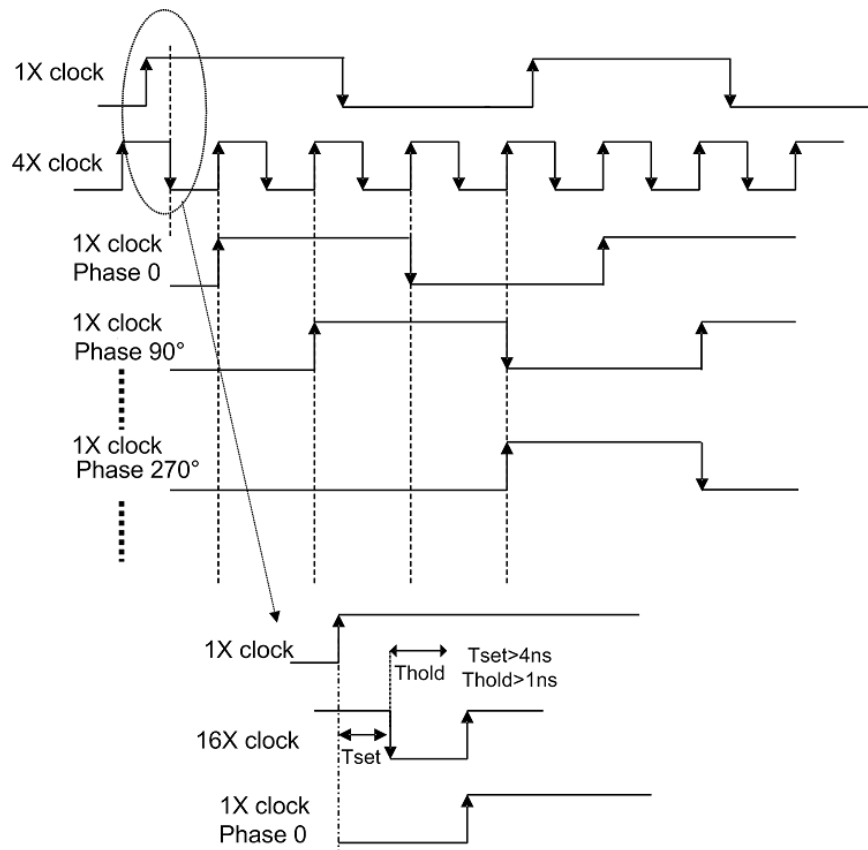 1X clock
4X clock
1X clock
Phase 0
1X clock
Phase 90°
1X clock
Phase 270°
1X clock
Thold
Tset>4ns
Thold>1ns
16X clock
Tset
1X clock
Phase 0